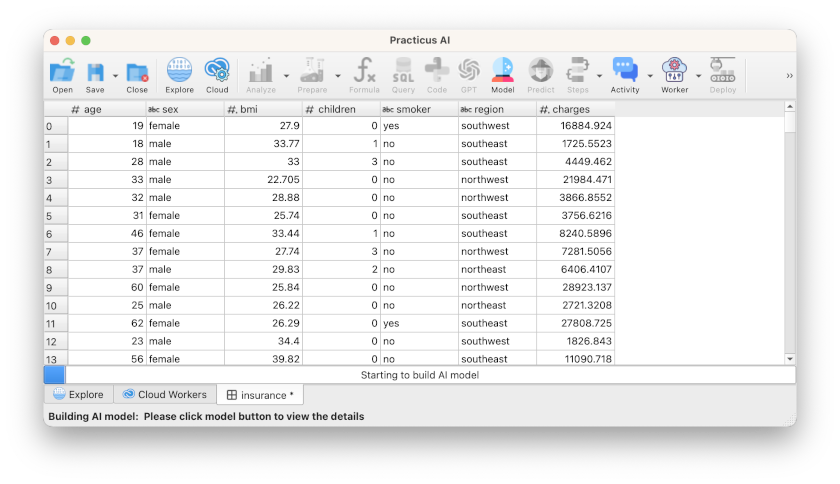 Practicus AI
Open Save Close Explore Cloud Analyze Prepare Formula Query Code GPT Model Predict Steps Activity Worker Deploy »
fx SQL
# age abc sex #. bmi # children abc smoker abc region #. charges
0 19 female 27.9 0 yes southwest 16884.924
1 18 male 33.77 1 no southeast 1725.5523
2 28 male 33 3 no southeast 4449.462
3 33 male 22.705 0 no northwest 21984.471
4 32 male 28.88 0 no northwest 3866.8552
5 31 female 25.74 0 no southeast 3756.6216
6 46 female 33.44 1 no southeast 8240.5896
7 37 female 27.74 3 no northwest 7281.5056
8 37 male 29.83 2 no northeast 6406.4107
9 60 female 25.84 0 no northwest 28923.137
10 25 male 26.22 0 no northeast 2721.3208
11 62 female 26.29 0 yes southeast 27808.725
12 23 male 34.4 0 no southwest 1826.843
13 56 female 39.82 0 no southeast 11090.718
Starting to build AI model
Explore Cloud Workers insurance *
Building AI model: Please click model button to view the details